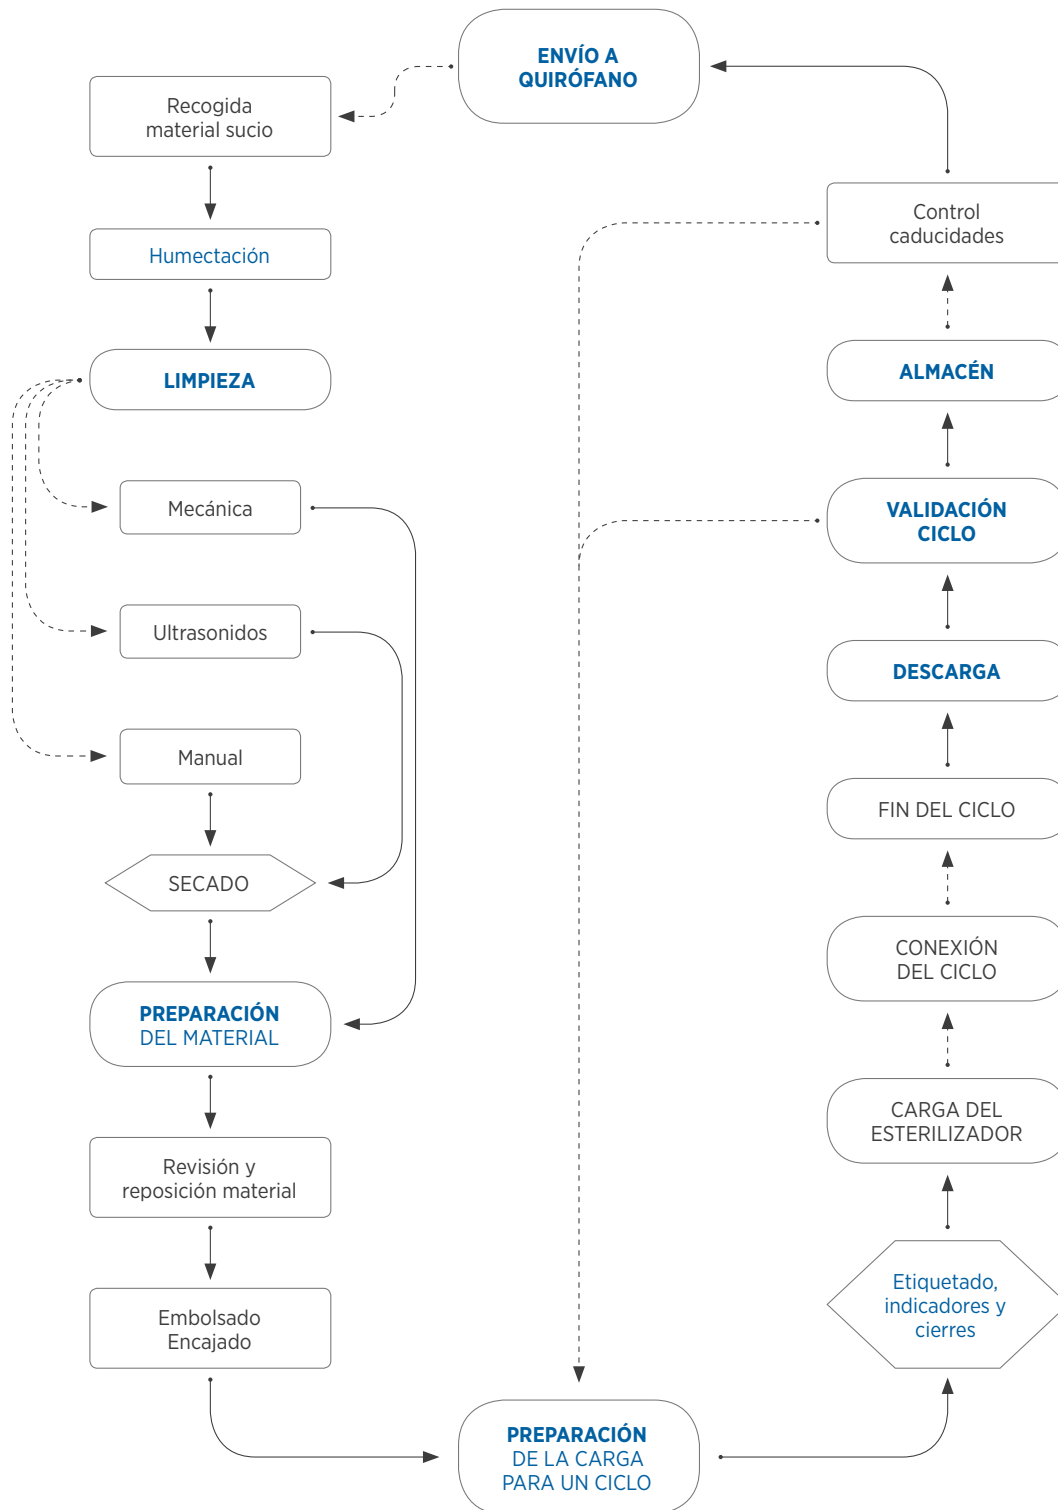 ENVÍO A
QUIRÓFANO
Recogida
material sucio
Humectación
LIMPIEZA
Mecánica
Ultrasonidos
Manual
SECADO
PREPARACIÓN
DEL MATERIAL
Revisión y
reposición material
Embolsado
Encajado
PREPARACIÓN
DE LA CARGA
PARA UN CICLO
Etiquetado,
indicadores y
cierres
CARGA DEL
ESTERILIZADOR
CONEXIÓN
DEL CICLO
FIN DEL CICLO
DESCARGA
VALIDACIÓN
CICLO
ALMACÉN
Control
caducidades